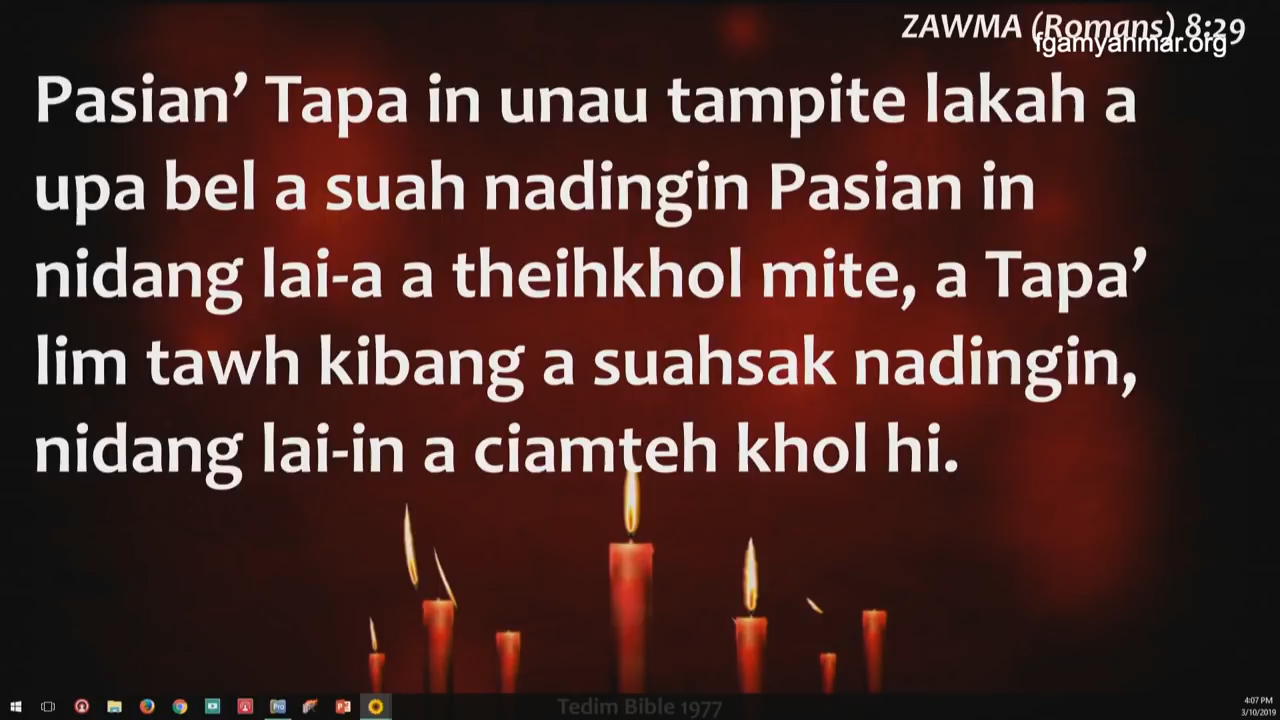 ZAWMA (Romans) 8:29
fgamyahmar.org
Pasian’ Tapa in unau tampite lakah a
upa bel a suah nadingin Pasian in
nidang lai-a a theihkhol mite, a Tapa’
lim tawh kibang a suahsak nadingin,
nidang lai-in a ciamteh khol hi.
Tedim Bible 1977
4:07 PM
3/10/2019